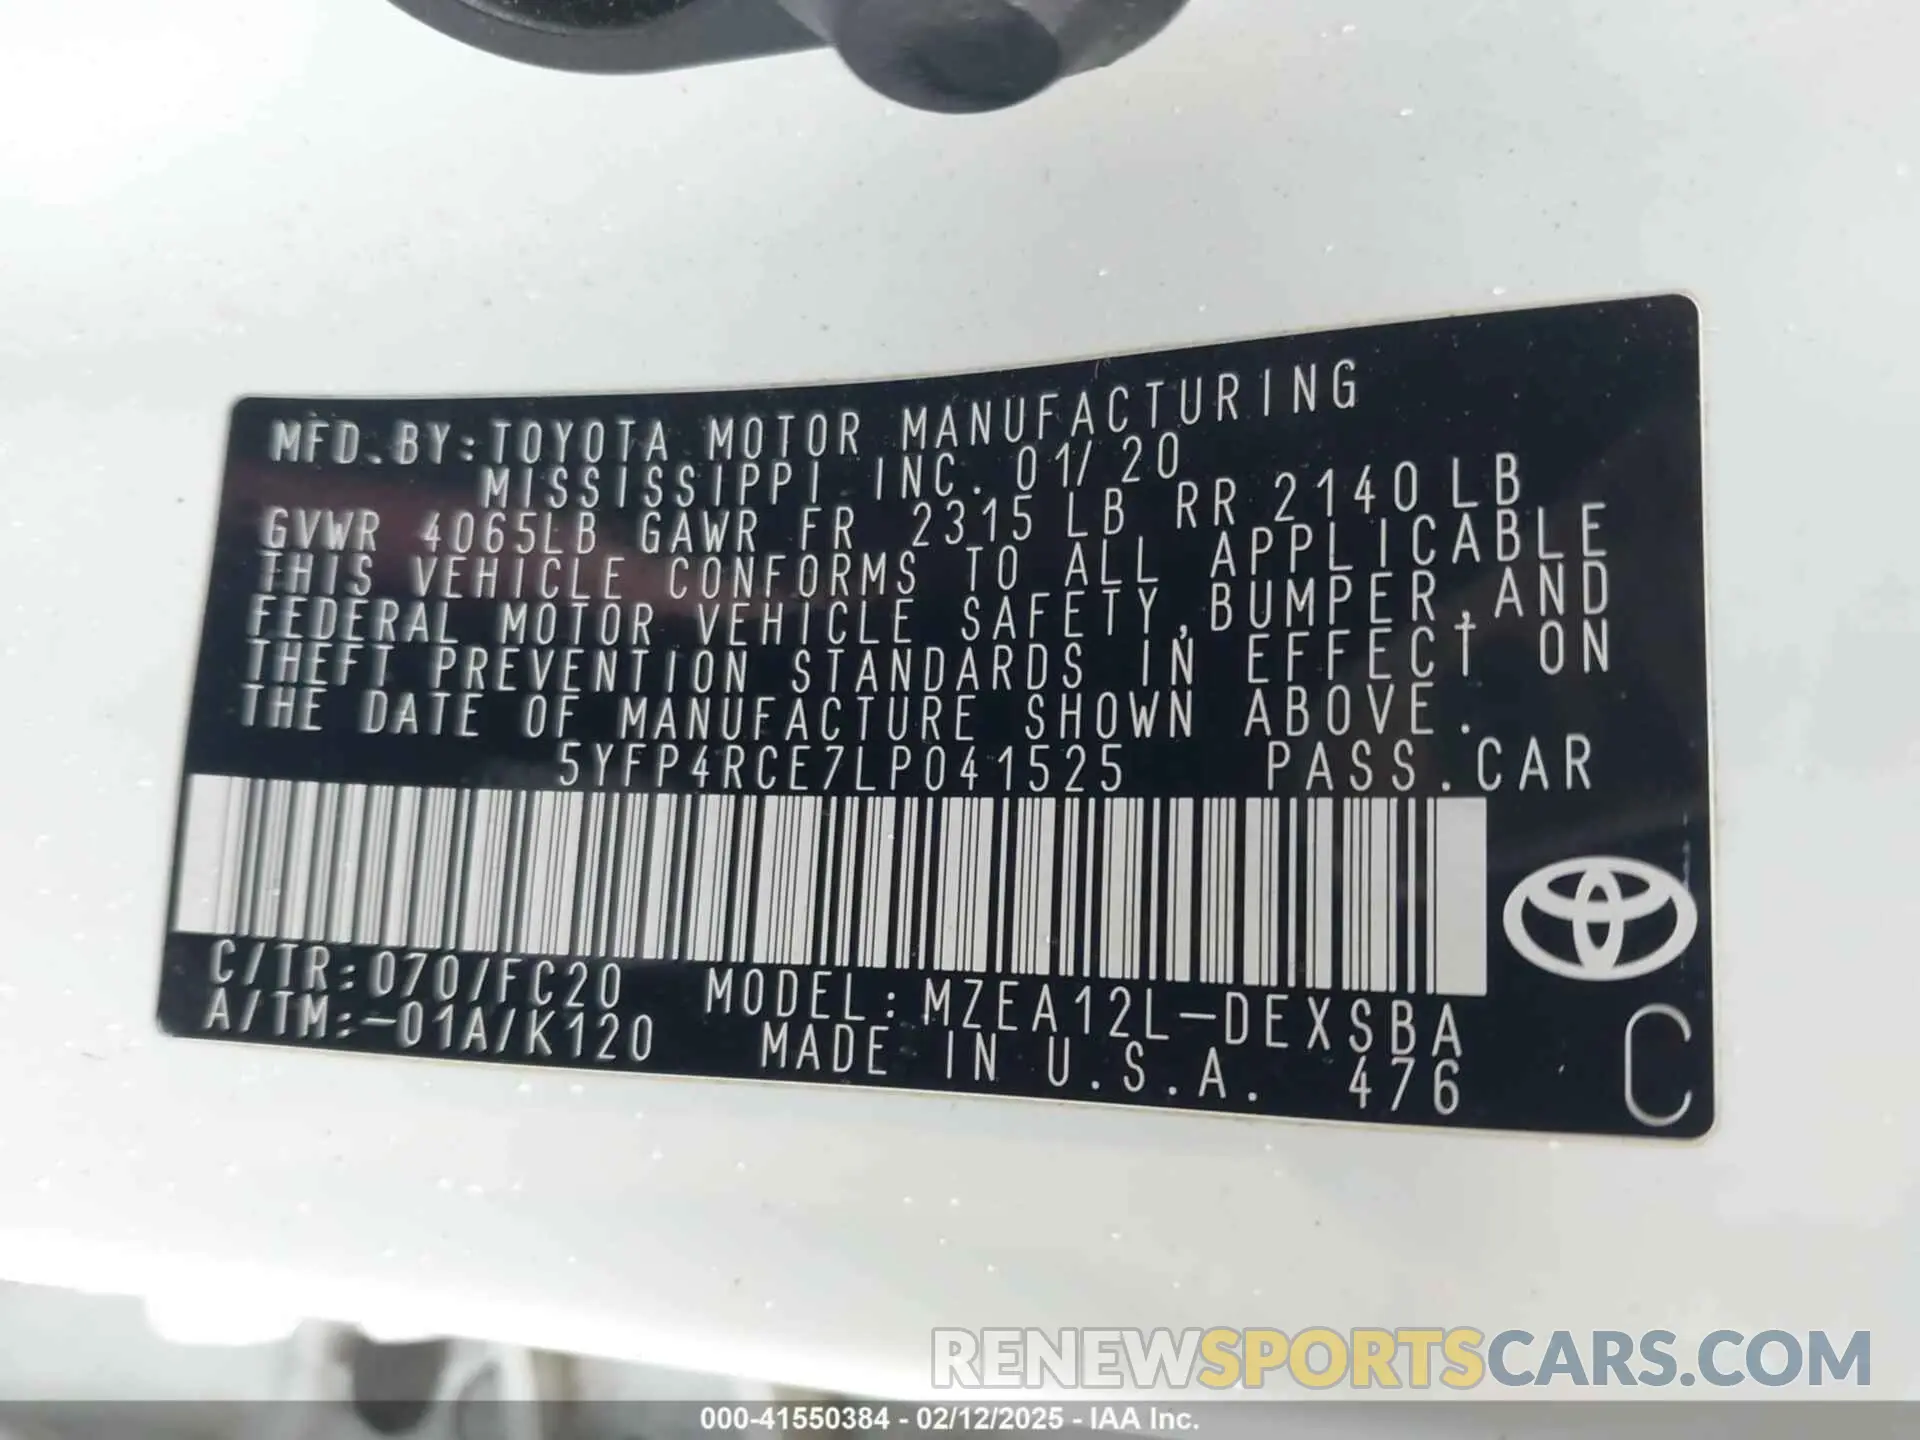 MFD. BY: TOYOTA MOTOR MANUFACTURING
MISSISSIPPI INC. 01/20
GVWR 4065LB GAWR FR 2315 LB RR 2140 LB
THIS VEHICLE CONFORMS TO ALL APPLICABLE
FEDERAL MOTOR VEHICLE SAFETY, BUMPER, AND
THEFT PREVENTION STANDARDS IN EFFECT ON
THE DATE OF MANUFACTURE SHOWN ABOVE.
5YFP4RCE7LP041525 PASS. CAR
C/TR: 070/FC20 MODEL: MZEA12L-DEXSBA
A/TM: -01A/K120 MADE IN U.S.A. 476
C
RENEWSPORTSCARS.COM
000-41550384 - 02/12/2025 - IAA Inc.